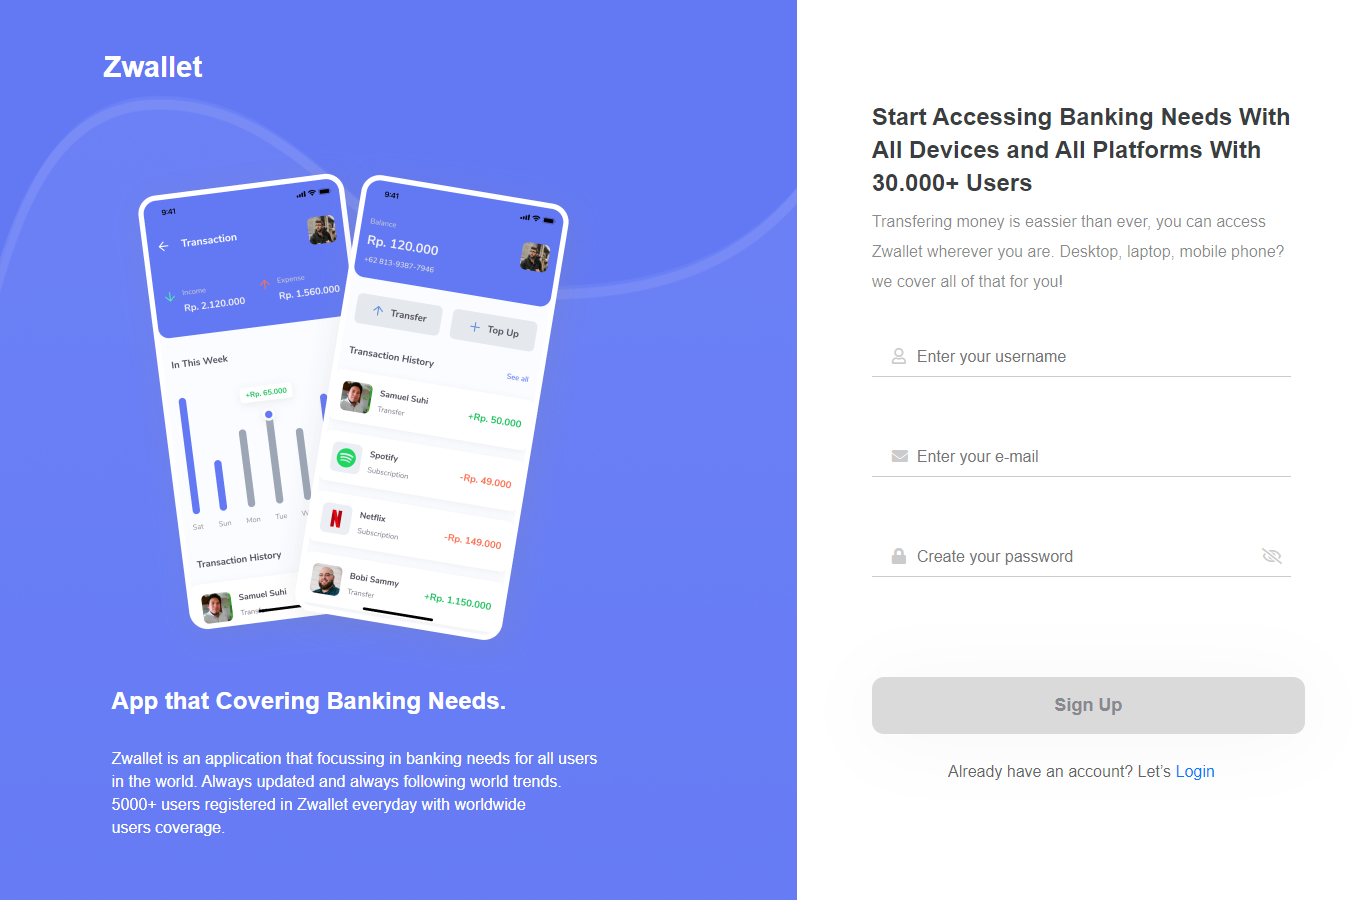 Zwallet
9:41
Transaction
Income
Rp. 2.120.000
Expense
Rp. 1.560.000
In This Week
+Rp. 65.000
Sat
Sun
Mon
Tue
Transaction History
Samuel Suhi
9:41
Balance
Rp. 120.000
+62 813-9387-7946
Transfer
Top Up
Transaction History
See all
Samuel Suhi
Transfer
+Rp. 50.000
Spotify
Subscription
-Rp. 49.000
Netflix
Subscription
-Rp. 149.000
Bobi Sammy
Transfer
+Rp. 1.150.000
App that Covering Banking Needs.
Zwallet is an application that focussing in banking needs for all users
in the world. Always updated and always following world trends.
5000+ users registered in Zwallet everyday with worldwide
users coverage.
Start Accessing Banking Needs With
All Devices and All Platforms With
30.000+ Users
Transfering money is eassier than ever, you can access
Zwallet wherever you are. Desktop, laptop, mobile phone?
we cover all of that for you!
Enter your username
Enter your e-mail
Create your password
Sign Up
Already have an account? Let's Login